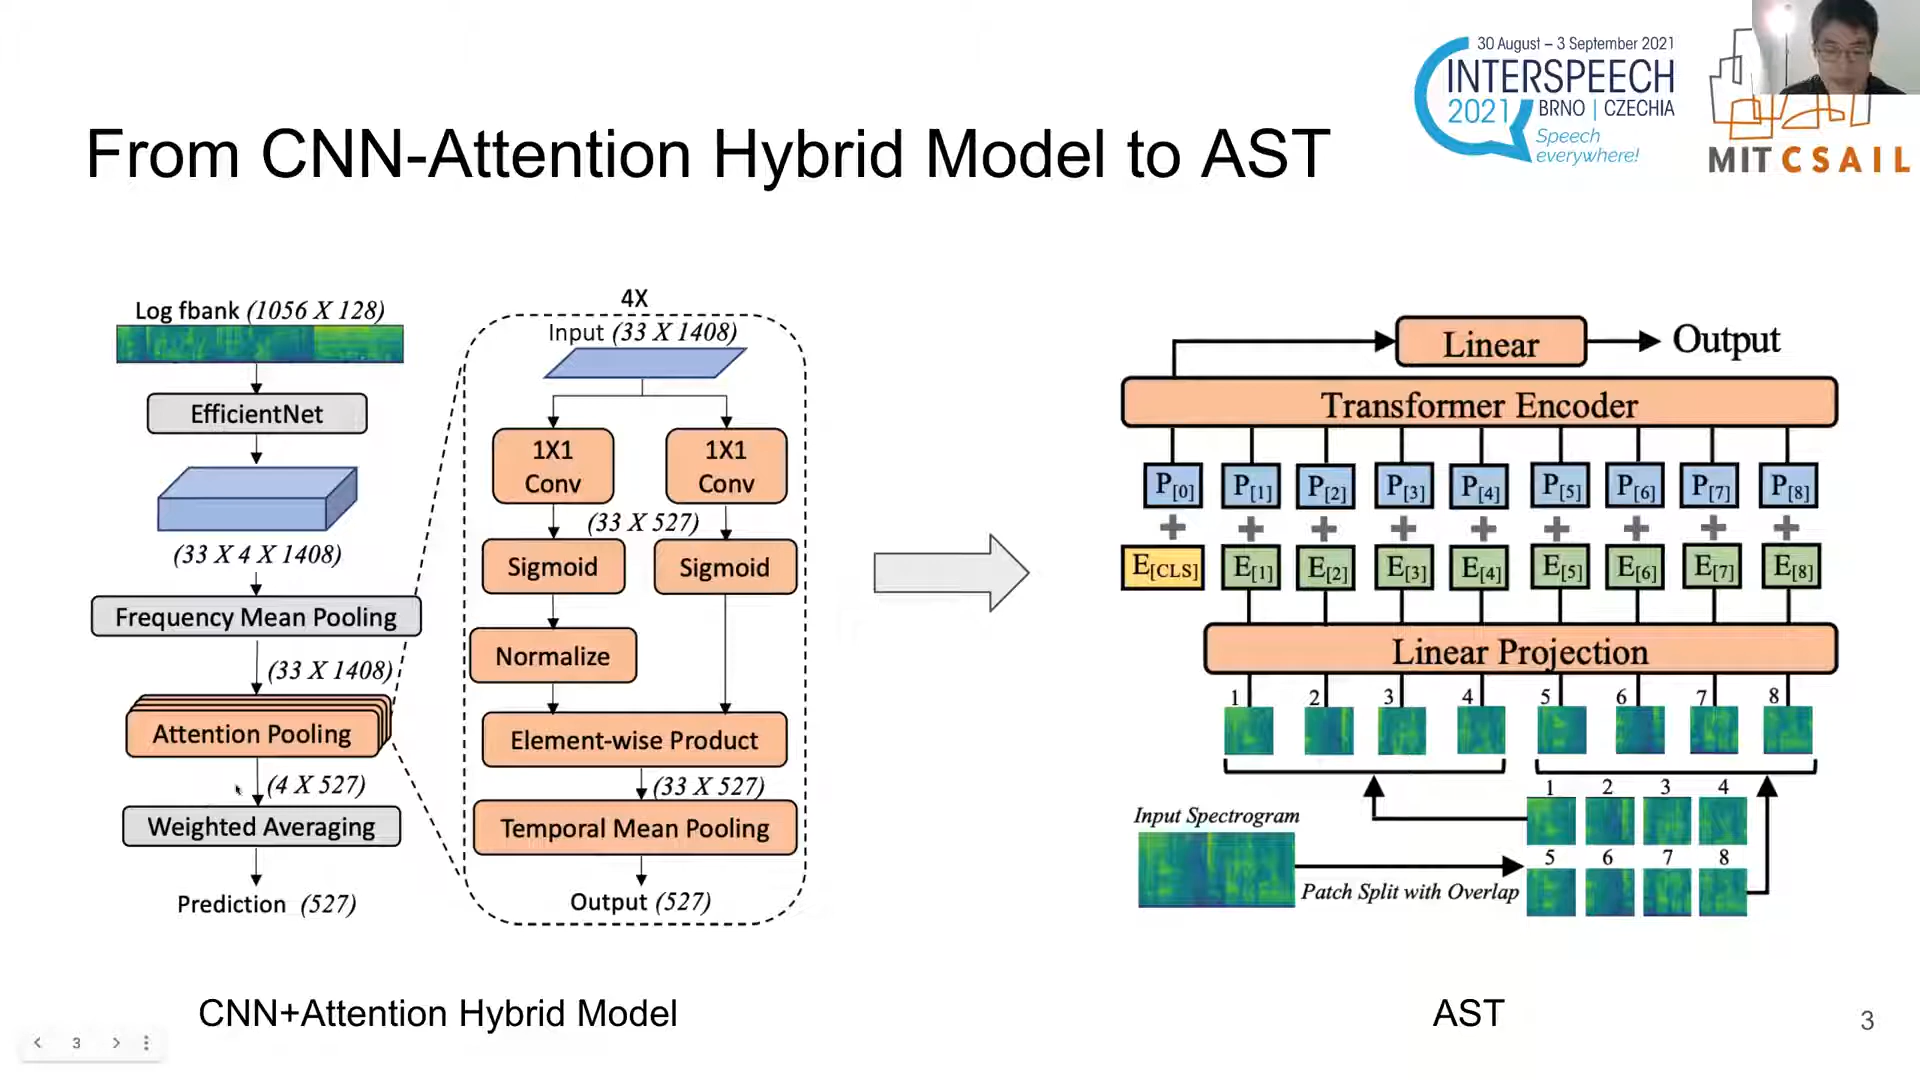 30 August – 3 September 2021
INTERSPEECH
2021 BRNO | CZECHIA
Speech
everywhere!
MIT CSAIL
From CNN-Attention Hybrid Model to AST
Log fbank (1056 X 128)
EfficientNet
(33 X 4 X 1408)
Frequency Mean Pooling
(33 X 1408)
Attention Pooling
(4 X 527)
Weighted Averaging
Prediction (527)
4X
Input (33 X 1408)
1X1 1X1
Conv Conv
(33 X 527)
Sigmoid Sigmoid
Normalize
Element-wise Product
(33 X 527)
Temporal Mean Pooling
Output (527)
Linear Output
Transformer Encoder
P[0] P[1] P[2] P[3] P[4] P[5] P[6] P[7] P[8]
+ + + + + + + + +
E[CLS] E[1] E[2] E[3] E[4] E[5] E[6] E[7] E[8]
Linear Projection
1 2 3 4 5 6 7 8
1 2 3 4
Input Spectrogram
5 6 7 8
Patch Split with Overlap
CNN+Attention Hybrid Model
AST
3
3